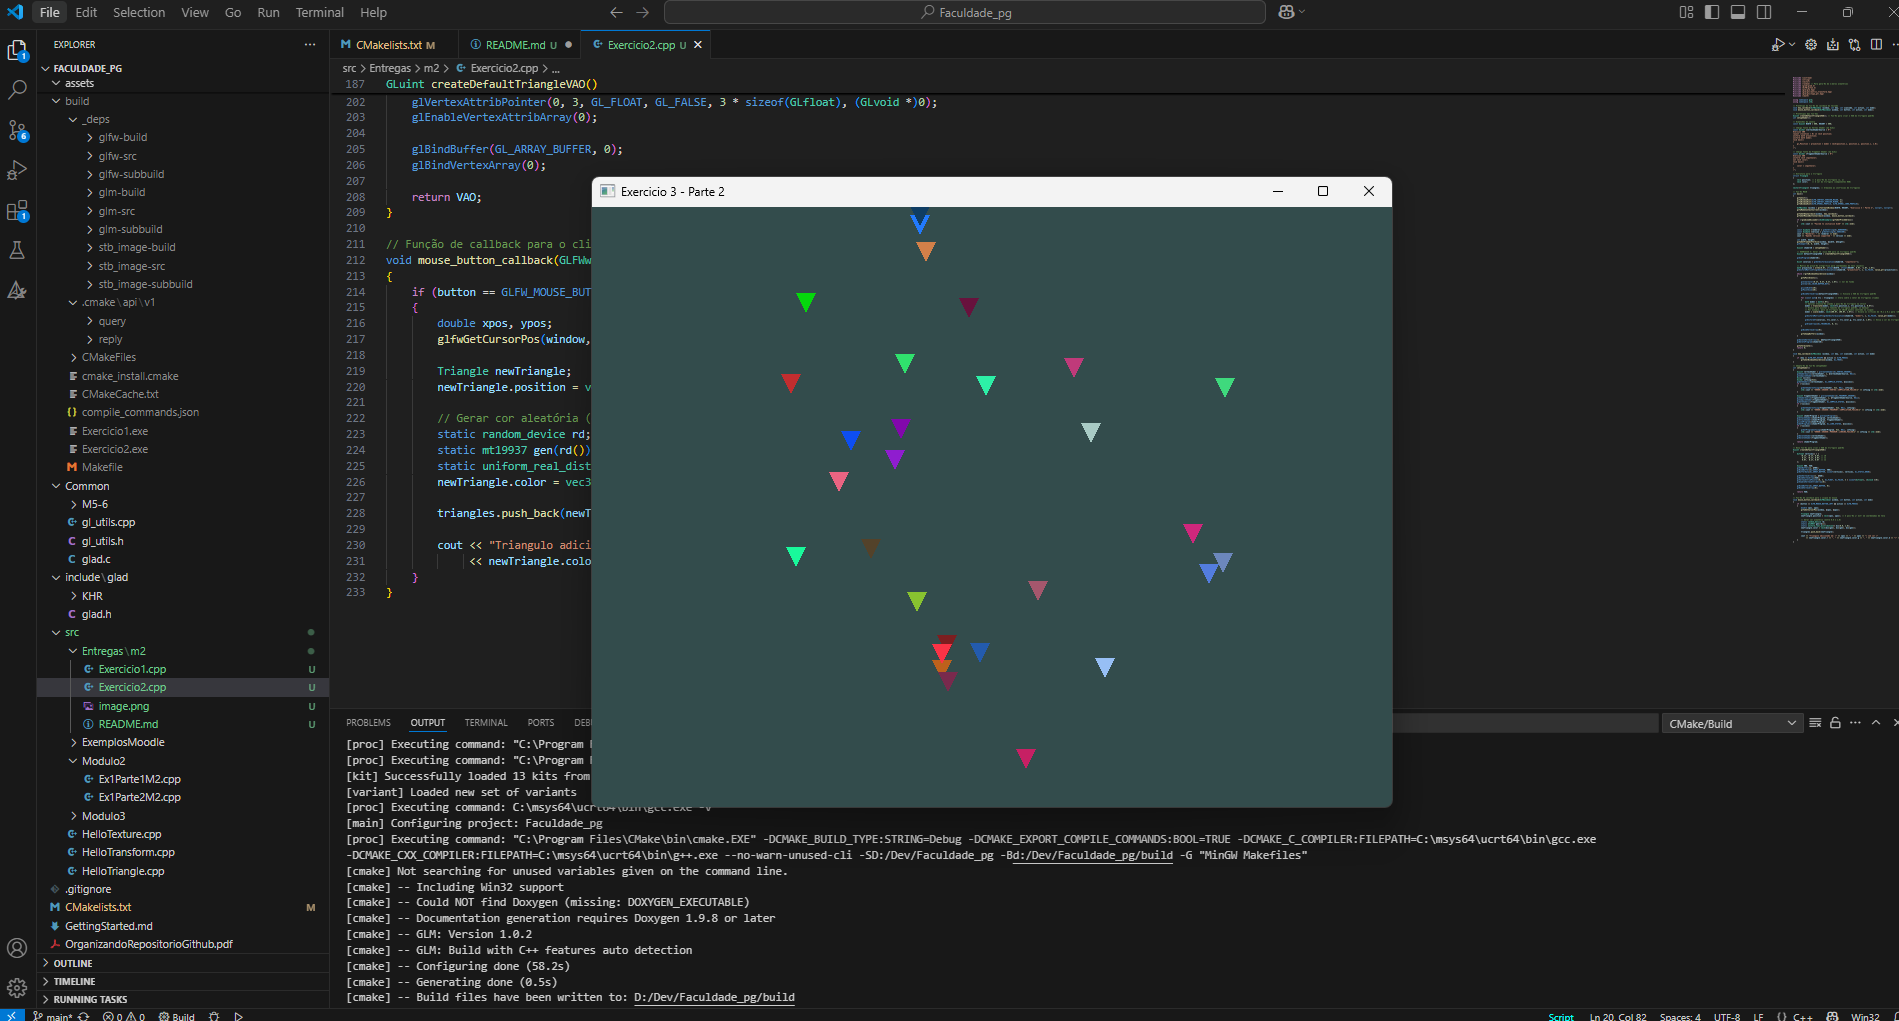 File Edit Selection View Go Run Terminal Help
Faculdade_pg
EXPLORER
FACULDADE_PG
assets
build
_deps
glfw-build
glfw-src
glfw-subbuild
glm-build
glm-src
glm-subbuild
stb_image-build
stb_image-src
stb_image-subbuild
.cmake\api\v1
query
reply
CMakeFiles
cmake_install.cmake
CMakeCache.txt
compile_commands.json
Exercicio1.exe
Exercicio2.exe
Makefile
Common
M5-6
gl_utils.cpp
gl_utils.h
glad.c
include\glad
KHR
glad.h
src
Entregas\m2
Exercicio1.cpp U
Exercicio2.cpp U
image.png U
README.md U
ExemplosMoodle
Modulo2
Ex1Parte1M2.cpp
Ex1Parte2M2.cpp
Modulo3
HelloTexture.cpp
HelloTransform.cpp
HelloTriangle.cpp
.gitignore
CMakelists.txt M
GettingStarted.md
OrganizandoRepositorioGithub.pdf
OUTLINE
TIMELINE
RUNNING TASKS
CMakelists.txt M
README.md U
Exercicio2.cpp U
src > Entregas > m2 > Exercicio2.cpp > ...
187 GLuint createDefaultTriangleVAO()
202 glVertexAttribPointer(0, 3, GL_FLOAT, GL_FALSE, 3 * sizeof(GLfloat), (GLvoid *)0);
203 glEnableVertexAttribArray(0);
204
205 glBindBuffer(GL_ARRAY_BUFFER, 0);
206 glBindVertexArray(0);
207
208 return VAO;
209 }
210
211 // Função de callback para o cli
212 void mouse_button_callback(GLFWw
213 {
214 if (button == GLFW_MOUSE_BUT
215 {
216 double xpos, ypos;
217 glfwGetCursorPos(window,
218
219 Triangle newTriangle;
220 newTriangle.position = v
221
222 // Gerar cor aleatória (
223 static random_device rd;
224 static mt19937 gen(rd())
225 static uniform_real_dist
226 newTriangle.color = vec3
227
228 triangles.push_back(newT
229
230 cout << "Triangulo adici
231 << newTriangle.colo
232 }
233 }
Exercicio 3 - Parte 2
PROBLEMS OUTPUT TERMINAL PORTS DEBU
CMake/Build
[proc] Executing command: "C:\Program
[proc] Executing command: "C:\Program
[kit] Successfully loaded 13 kits from
[variant] Loaded new set of variants
[proc] Executing command: C:\msys64\ucrt64\bin\gcc.exe -v
[main] Configuring project: Faculdade_pg
[proc] Executing command: "C:\Program Files\CMake\bin\cmake.EXE" -DCMAKE_BUILD_TYPE:STRING=Debug -DCMAKE_EXPORT_COMPILE_COMMANDS:BOOL=TRUE -DCMAKE_C_COMPILER:FILEPATH=C:\msys64\ucrt64\bin\gcc.exe
-DCMAKE_CXX_COMPILER:FILEPATH=C:\msys64\ucrt64\bin\g++.exe --no-warn-unused-cli -SD:/Dev/Faculdade_pg -Bd:/Dev/Faculdade_pg/build -G "MinGW Makefiles"
[cmake] Not searching for unused variables given on the command line.
[cmake] -- Including Win32 support
[cmake] -- Could NOT find Doxygen (missing: DOXYGEN_EXECUTABLE)
[cmake] -- Documentation generation requires Doxygen 1.9.8 or later
[cmake] -- GLM: Version 1.0.2
[cmake] -- GLM: Build with C++ features auto detection
[cmake] -- Configuring done (58.2s)
[cmake] -- Generating done (0.5s)
[cmake] -- Build files have been written to: D:/Dev/Faculdade_pg/build
main* 0 0 Build
Script Ln 20, Col 82 Spaces: 4 UTF-8 LF {} C++ Win32